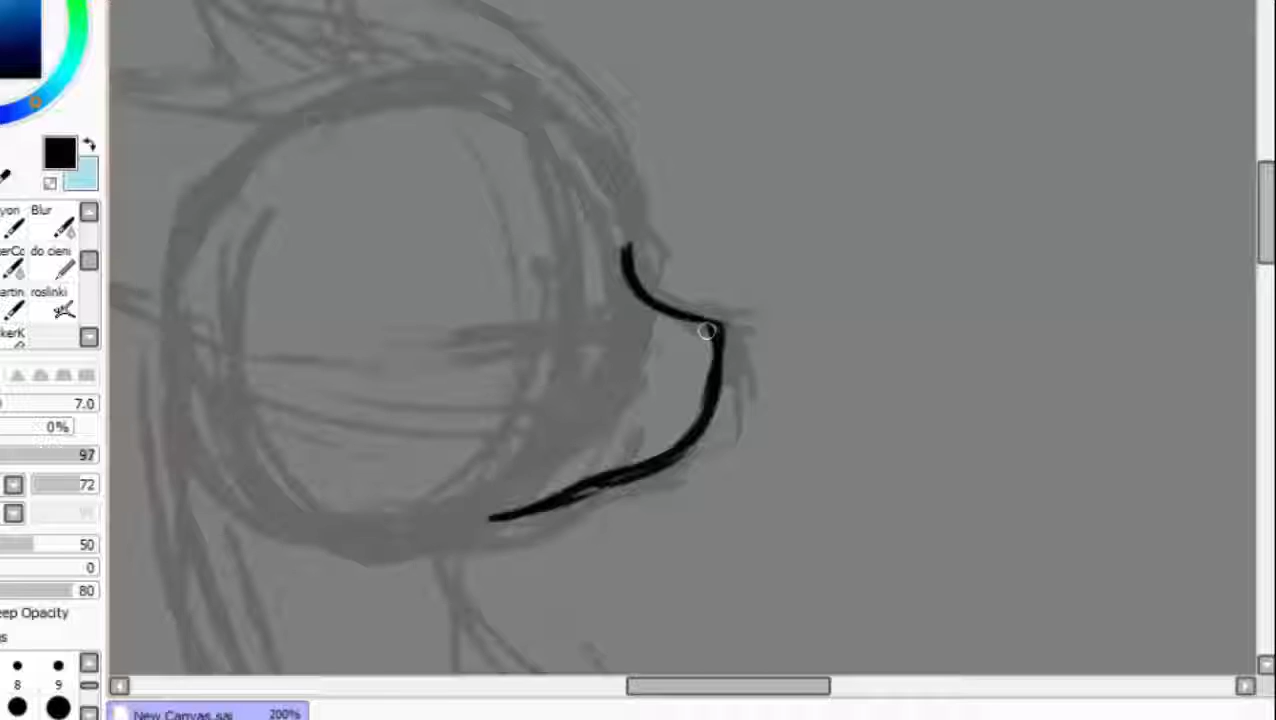 yon Blur
erCo do cieni
artin roslinki
erK
7.0
0%
97
72
50
0
80
eep Opacity
8 9
New Canvas.sai 200%